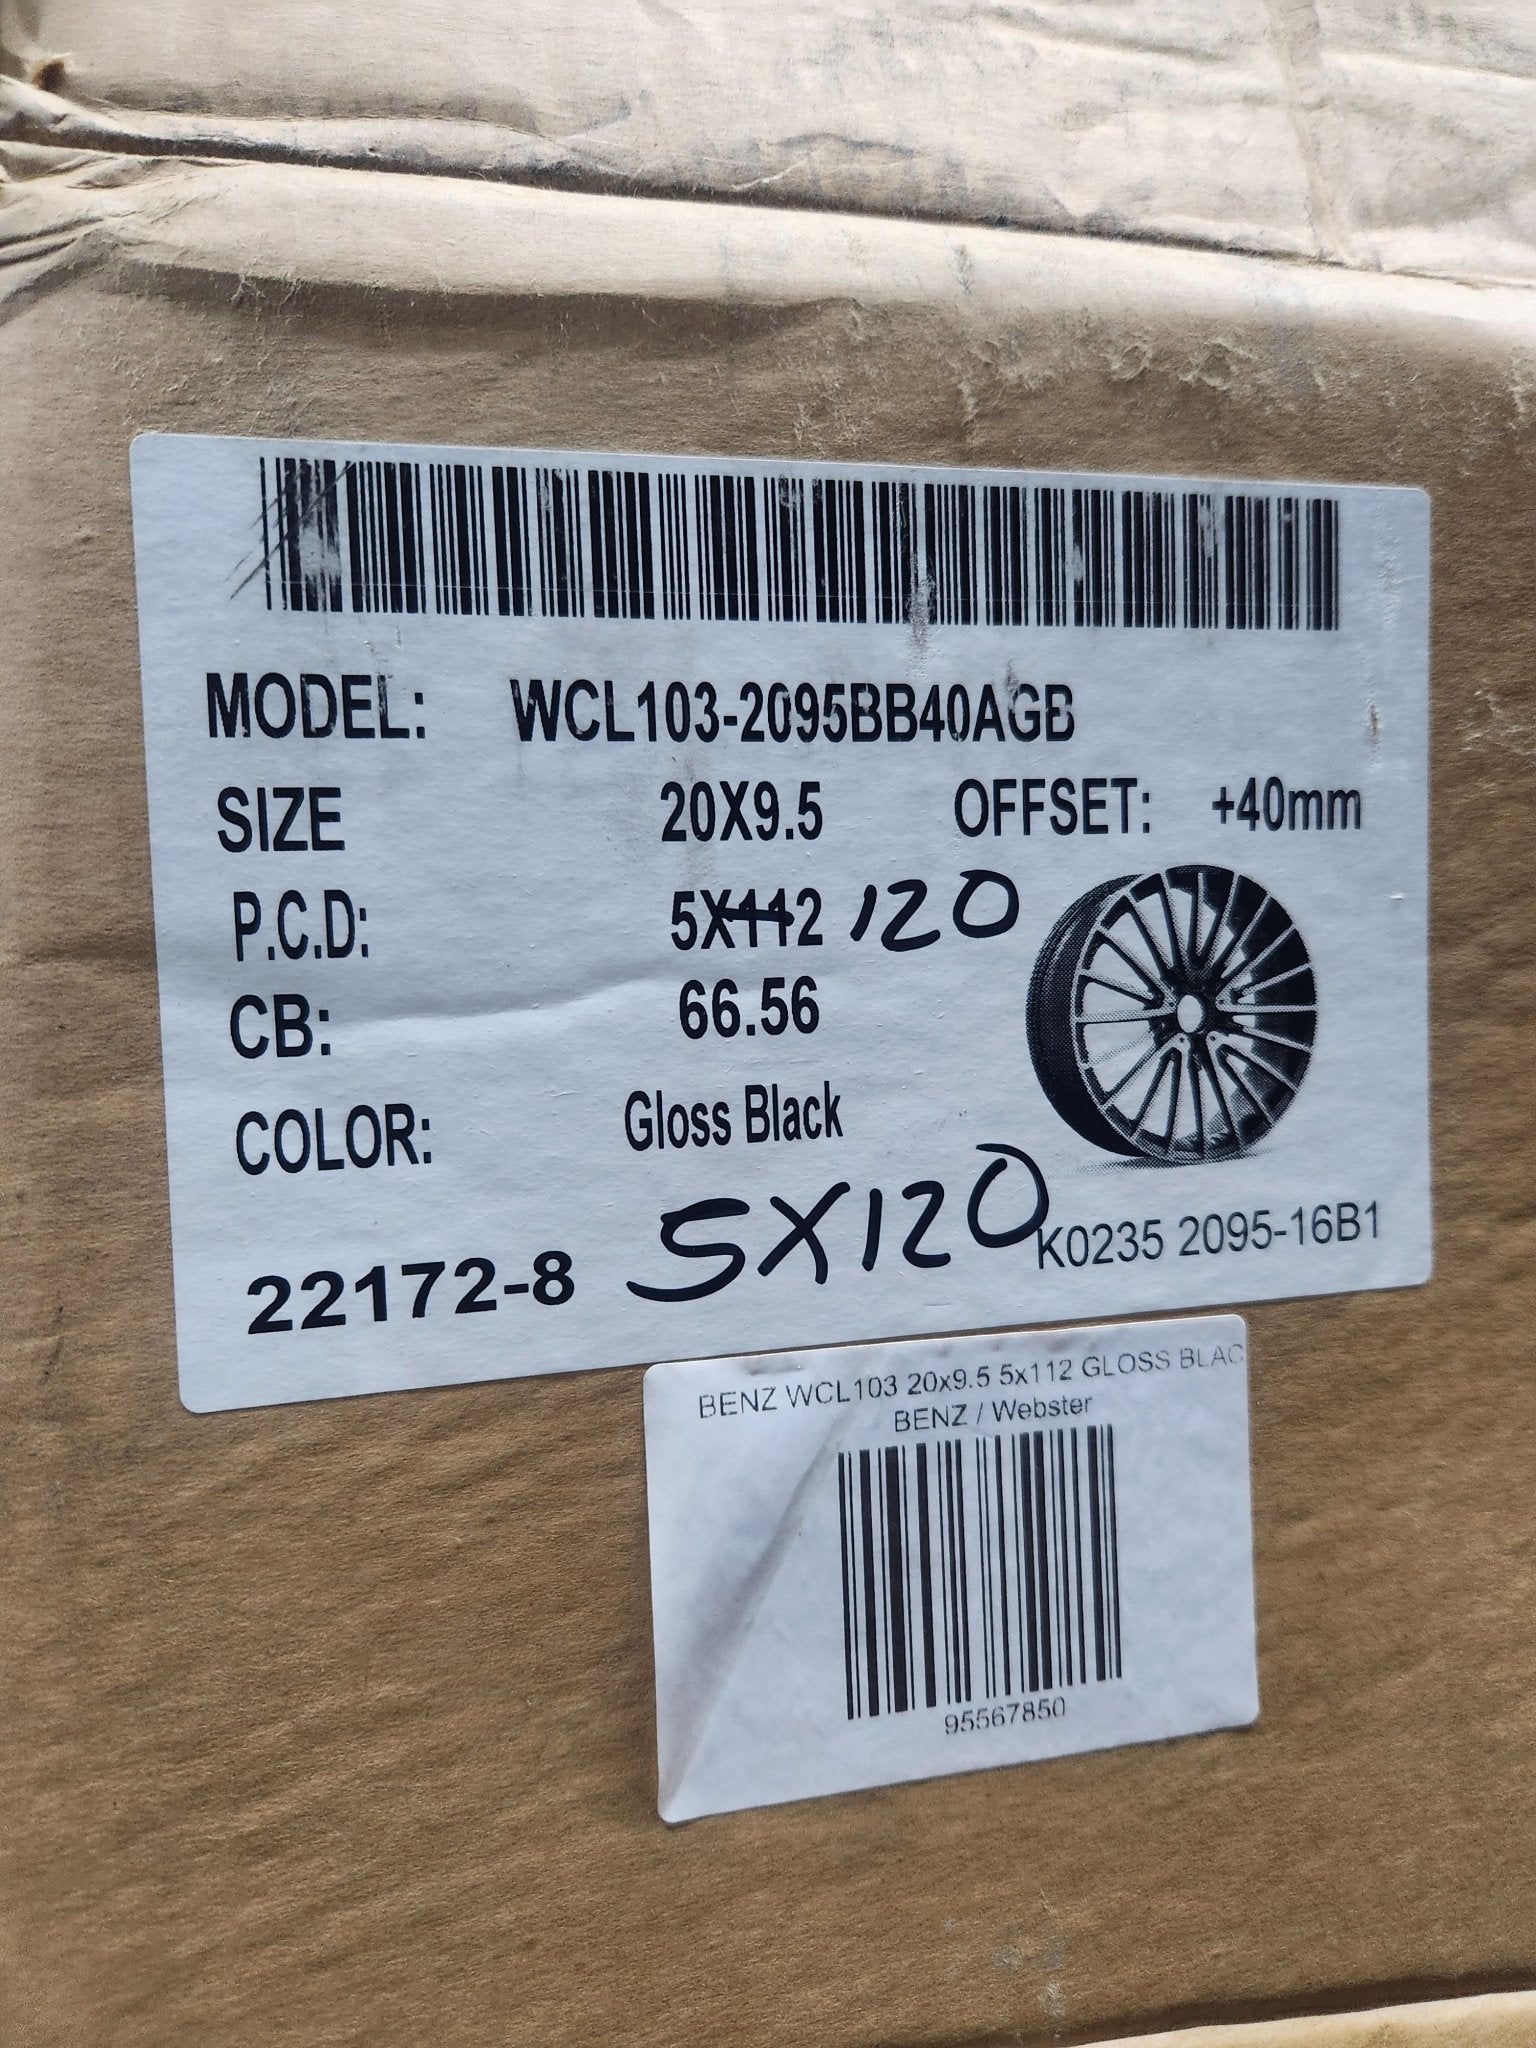 MODEL: WCL103-2095BB40AGB
SIZE 20X9.5 OFFSET: +40mm
P.C.D: 5X112 120
CB: 66.56
COLOR: Gloss Black
22172-8 5X120 K0235 2095-16B1
BENZ WCL103 20x9.5 5x112 GLOSS BLAC
BENZ / Webster
95567850